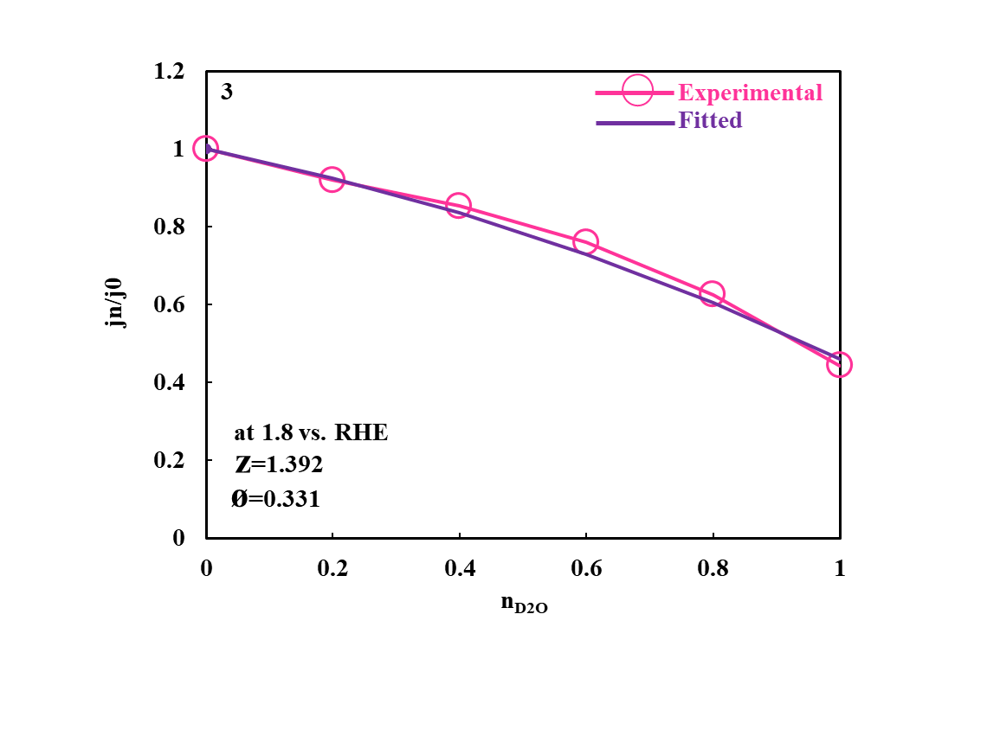 1.2
3
Experimental
Fitted
1
0.8
0.6
0.4
0.2
0
jn/j0
at 1.8 vs. RHE
Z=1.392
Ø=0.331
0 0.2 0.4 0.6 0.8 1
nD2O